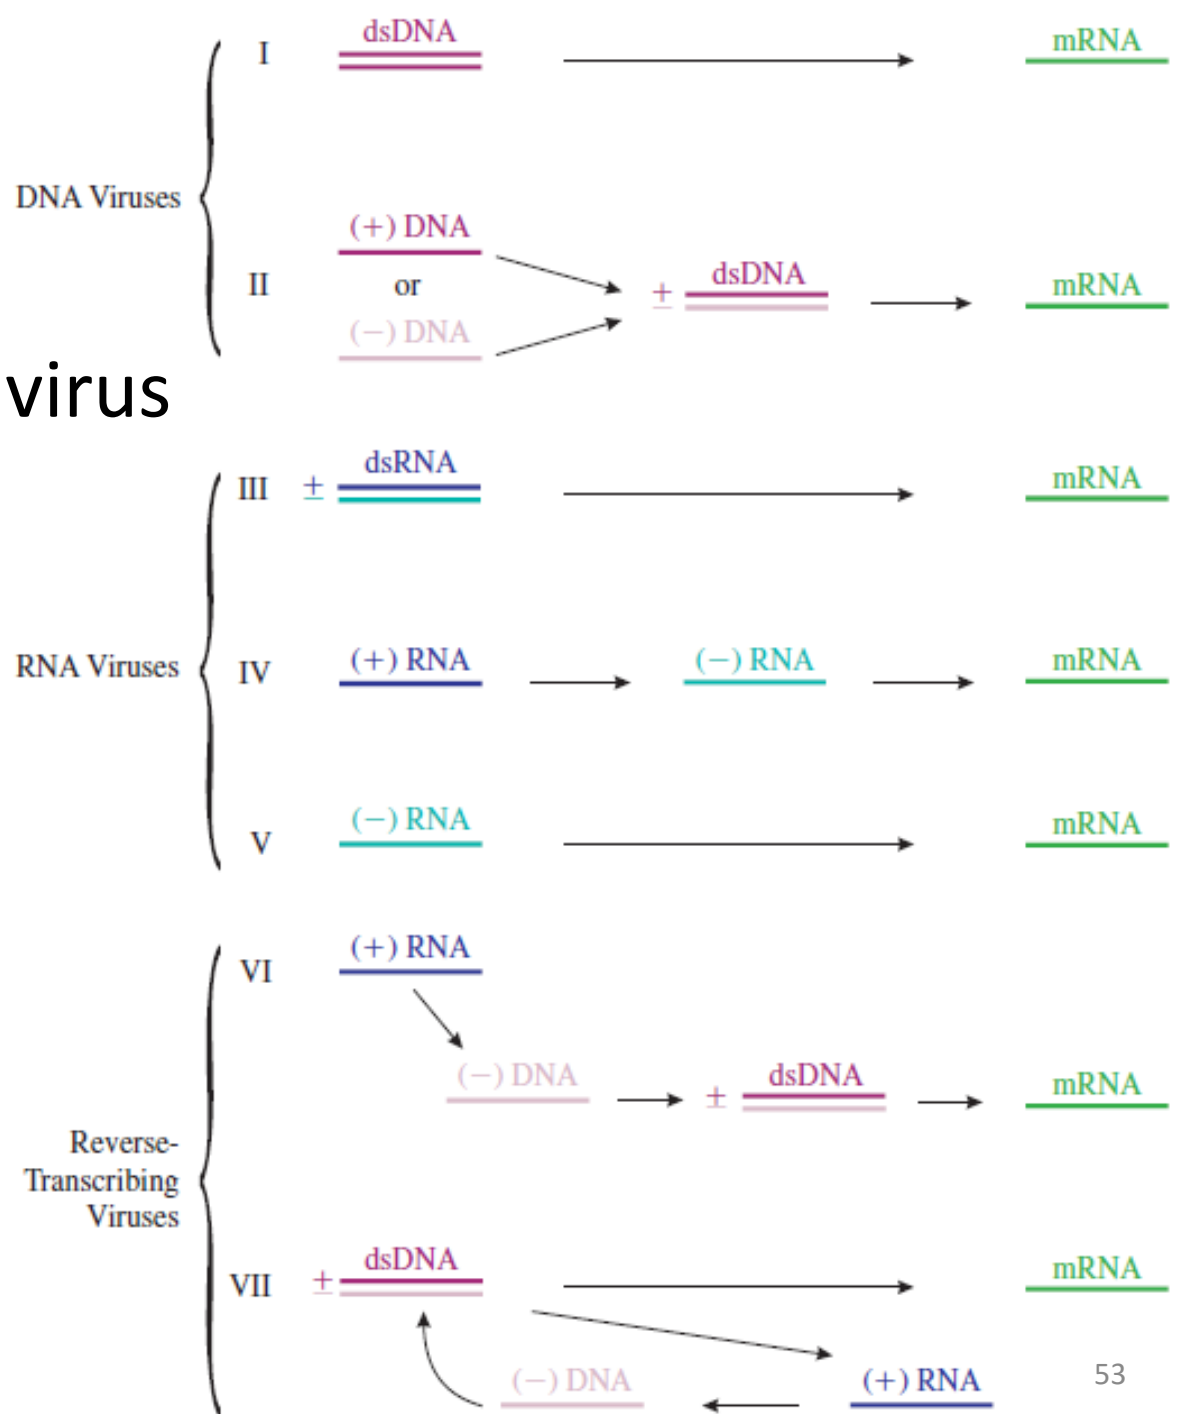 dsDNA
I
mRNA
DNA Viruses
(+) DNA
II
or
± dsDNA
mRNA
(−) DNA
virus
dsRNA
III ±
mRNA
RNA Viruses
IV
(+) RNA
(−) RNA
mRNA
V
(−) RNA
mRNA
VI
(+) RNA
(−) DNA
± dsDNA
mRNA
Reverse-
Transcribing
Viruses
VII ± dsDNA
mRNA
(−) DNA
(+) RNA
53